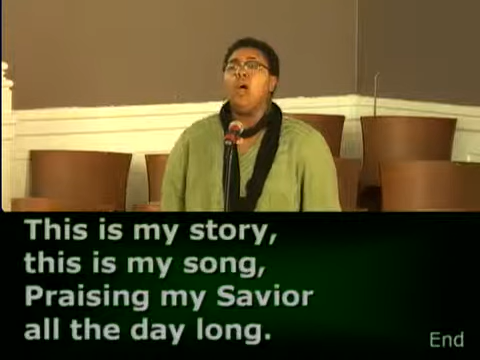 This is my story,
this is my song,
Praising my Savior
all the day long.
End